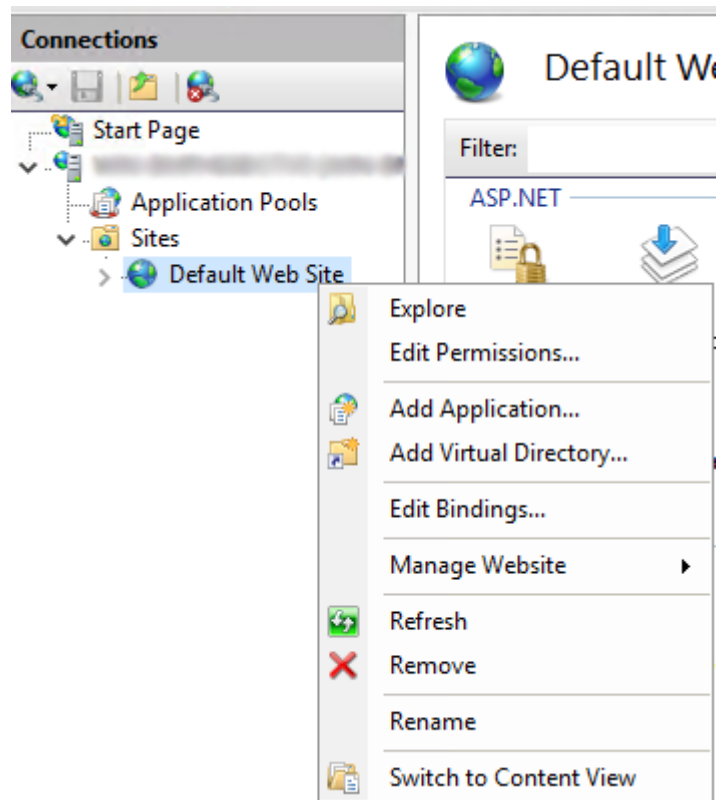 Connections
Default We
Start Page
Filter:
Application Pools
ASP.NET
Sites
Default Web Site
Explore
Edit Permissions...
Add Application...
Add Virtual Directory...
Edit Bindings...
Manage Website
Refresh
Remove
Rename
Switch to Content View